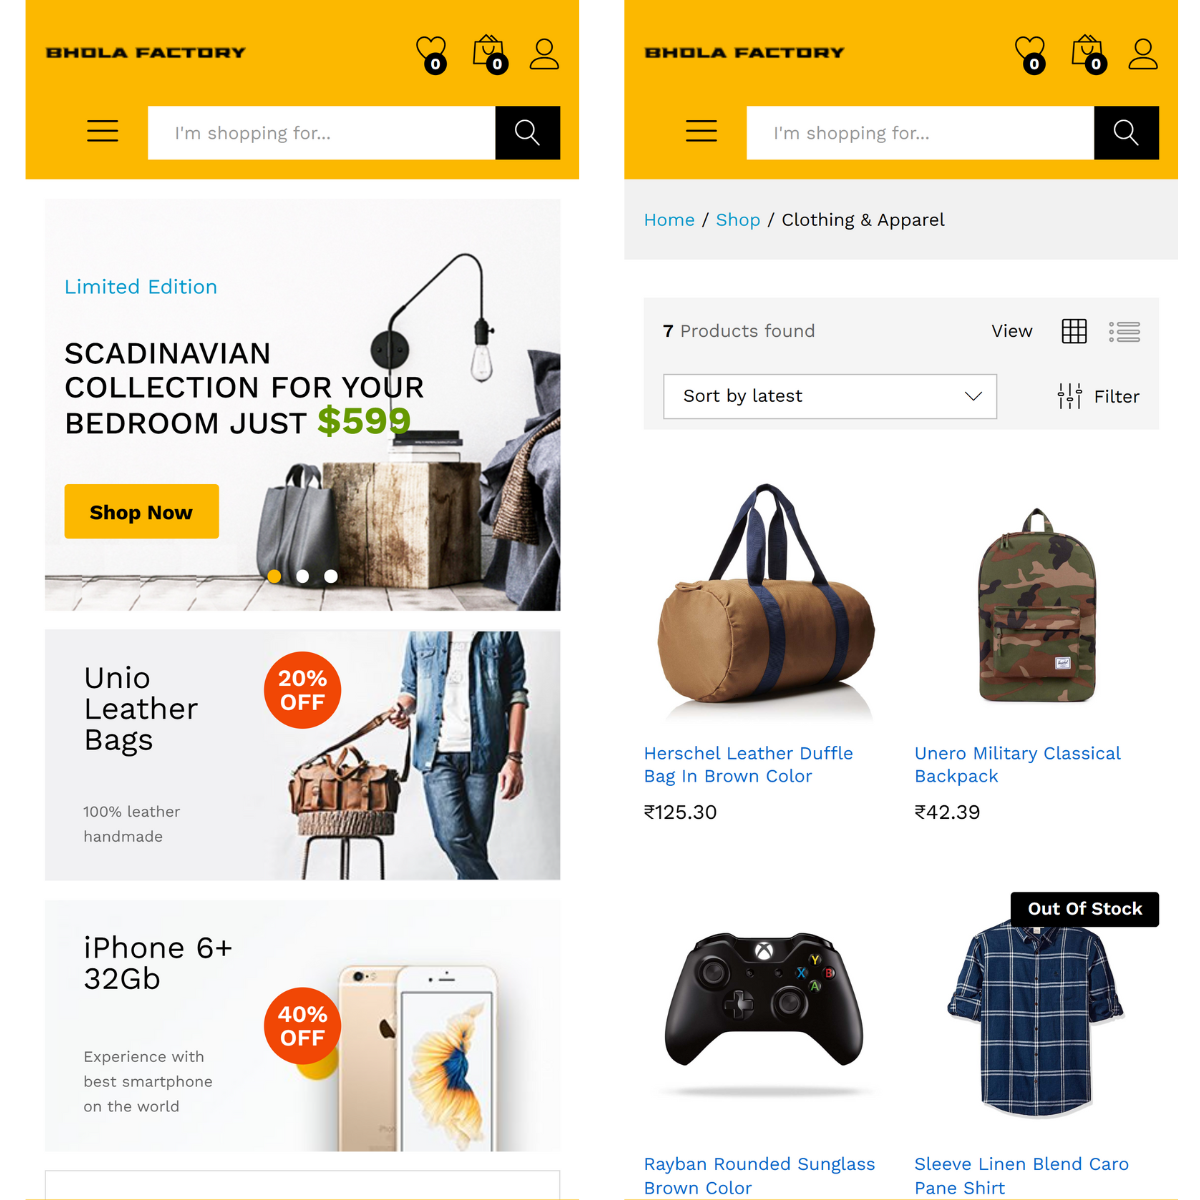 BHOLA FACTORY
0
0
I'm shopping for...
Limited Edition
SCADINAVIAN
COLLECTION FOR YOUR
BEDROOM JUST $599
Shop Now
Unio
Leather
Bags
20%
OFF
100% leather
handmade
iPhone 6+
32Gb
40%
OFF
Experience with
best smartphone
on the world
BHOLA FACTORY
0
0
I'm shopping for...
Home / Shop / Clothing & Apparel
7 Products found
View
Sort by latest
Filter
Herschel Leather Duffle
Bag In Brown Color
₹125.30
Unero Military Classical
Backpack
₹42.39
Y
X
B
A
Rayban Rounded Sunglass
Brown Color
Out Of Stock
Sleeve Linen Blend Caro
Pane Shirt